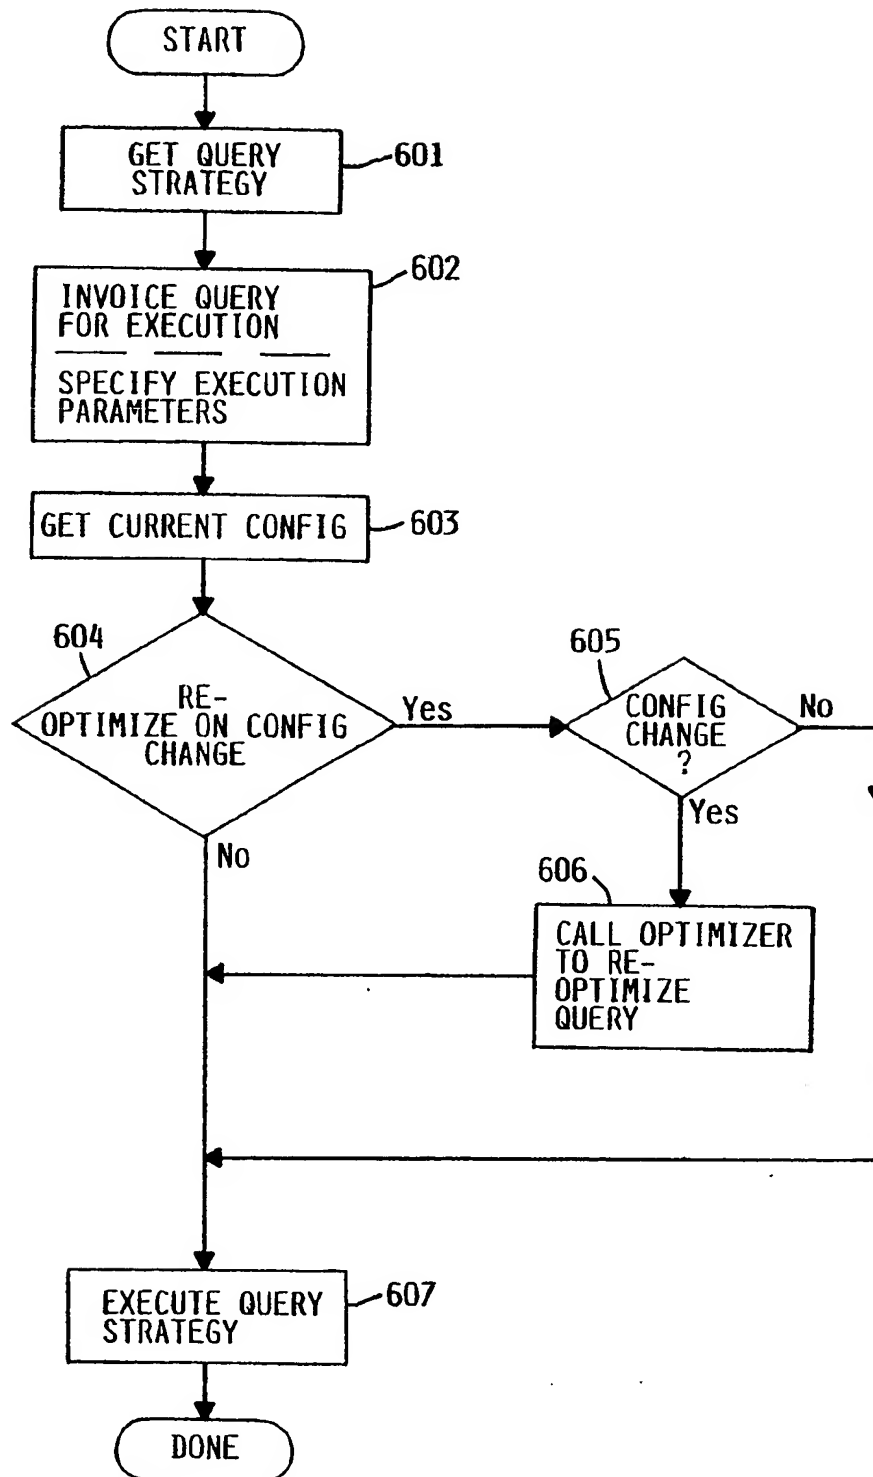 START
GET QUERY
STRATEGY
601
602
INVOICE QUERY
FOR EXECUTION
SPECIFY EXECUTION
PARAMETERS
GET CURRENT CONFIG
603
604
RE-
OPTIMIZE ON CONFIG
CHANGE
Yes
No
605
CONFIG
CHANGE
?
No
Yes
606
CALL OPTIMIZER
TO RE-
OPTIMIZE
QUERY
EXECUTE QUERY
STRATEGY
607
DONE